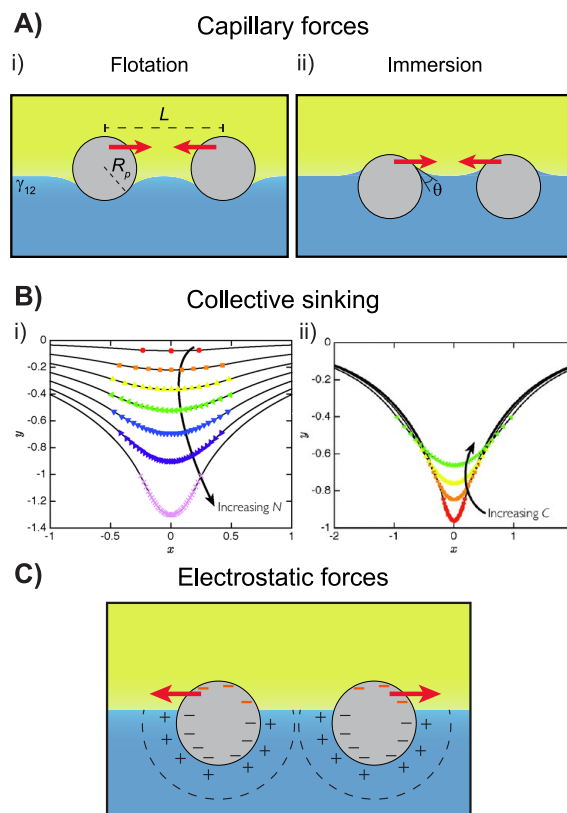 A) Capillary forces
i) Flotation ii) Immersion
L
R_p
γ_12
θ
B) Collective sinking
i) ii)
0
-0.2
-0.4
-0.6
-0.8
-1
-1.2
-1.4
y
-1 -0.5 0 0.5 1
x
Increasing N
0
-0.2
-0.4
-0.6
-0.8
-1
y
-2 -1 0 1 2
x
Increasing C
C) Electrostatic forces